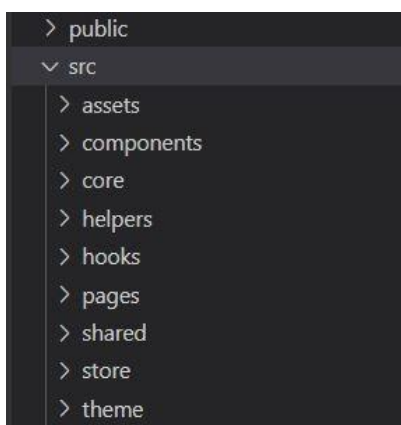 public
src
assets
components
core
helpers
hooks
pages
shared
store
theme